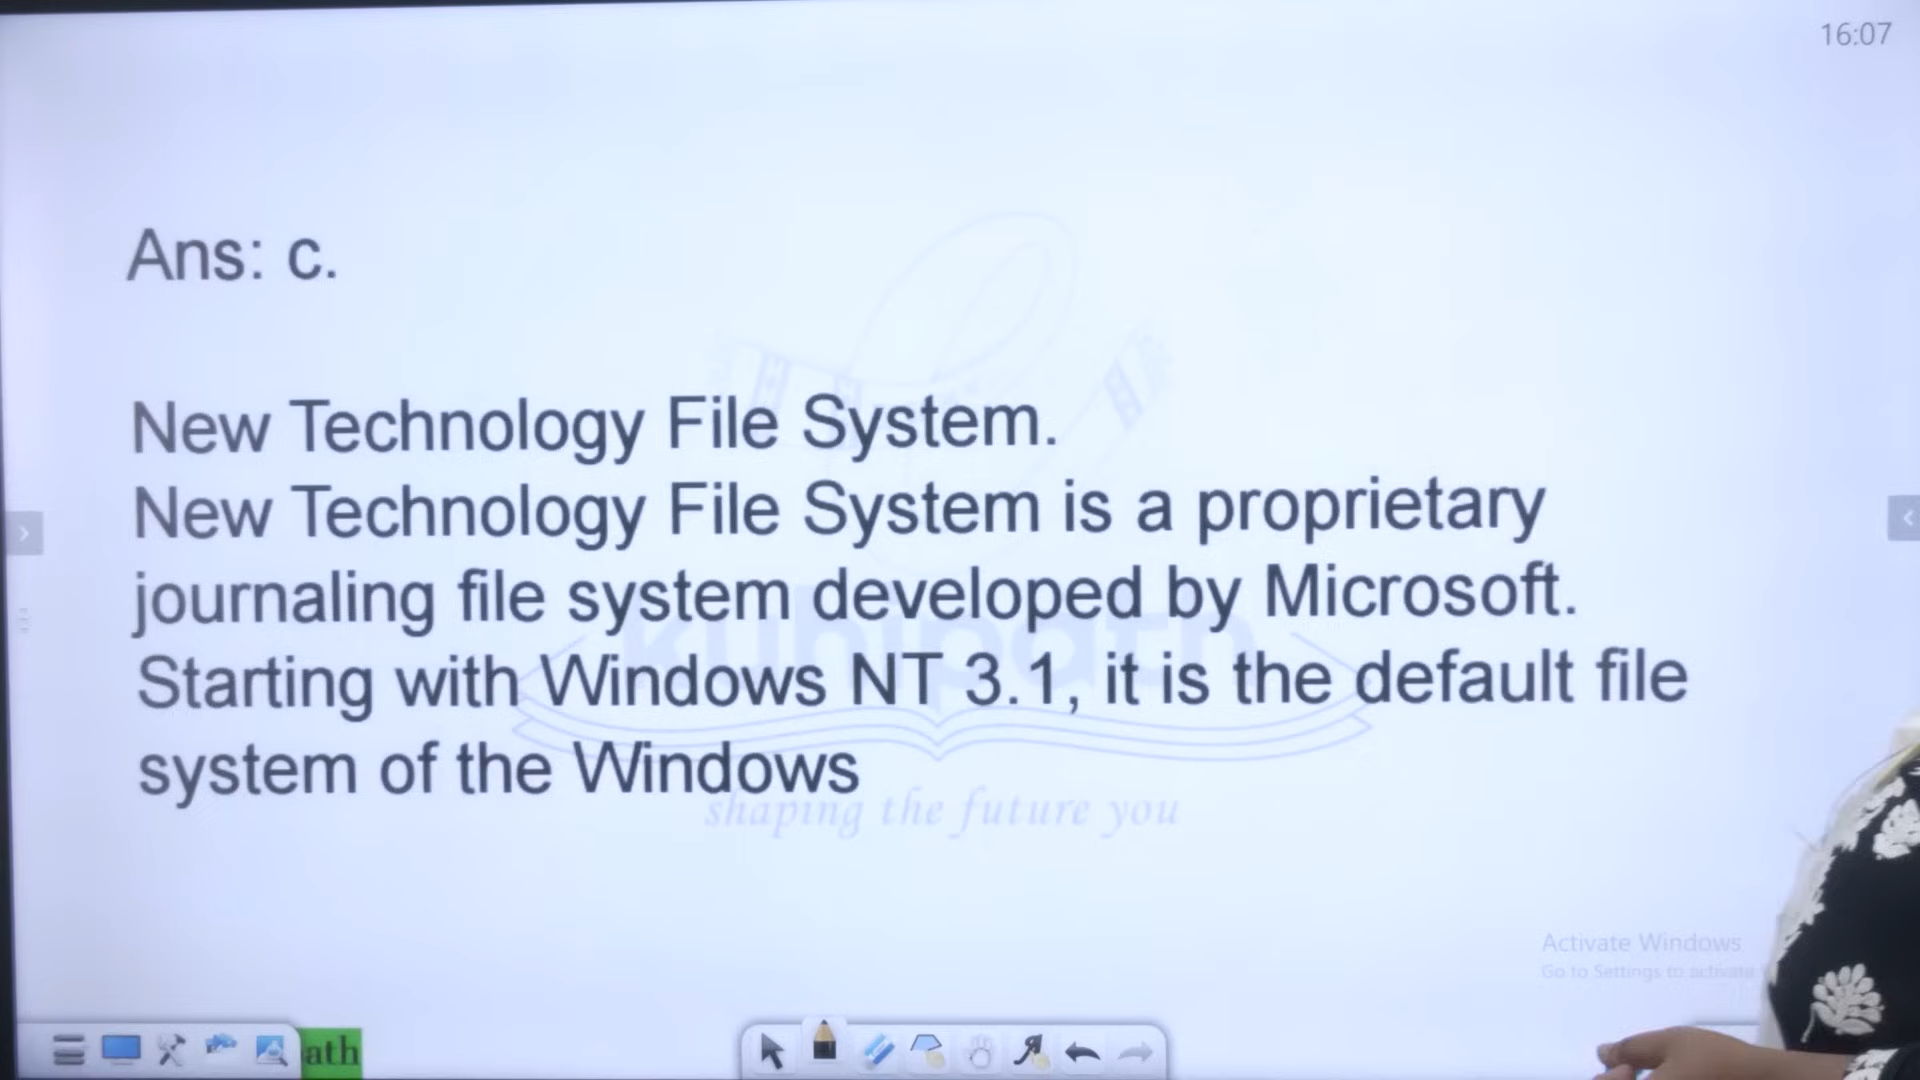 16:07
Ans: c.
New Technology File System.
New Technology File System is a proprietary
journaling file system developed by Microsoft.
Starting with Windows NT 3.1, it is the default file
system of the Windows
shaping the future you
Activate Windows
Go to Settings to activate
ath